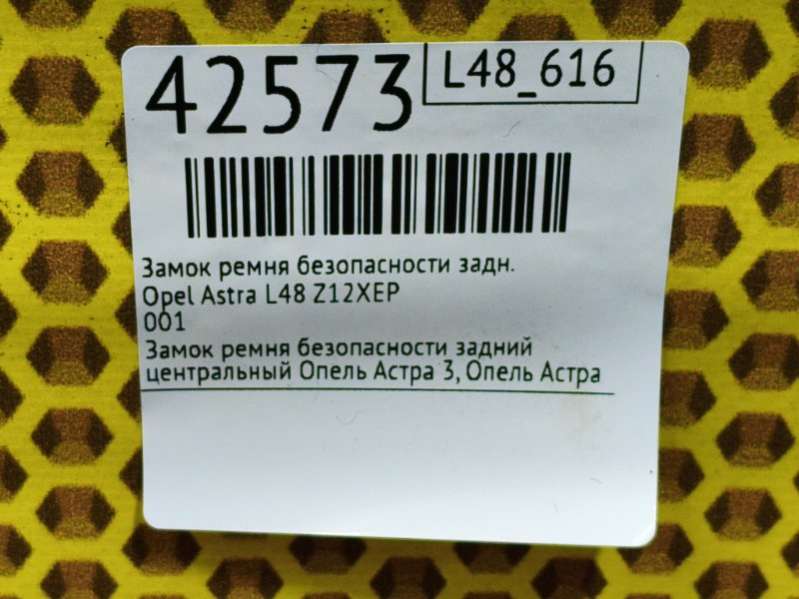 42573
L48_616
Замок ремня безопасности задн.
Opel Astra L48 Z12XEP
001
Замок ремня безопасности задний
центральный Опель Астра 3, Опель Астра